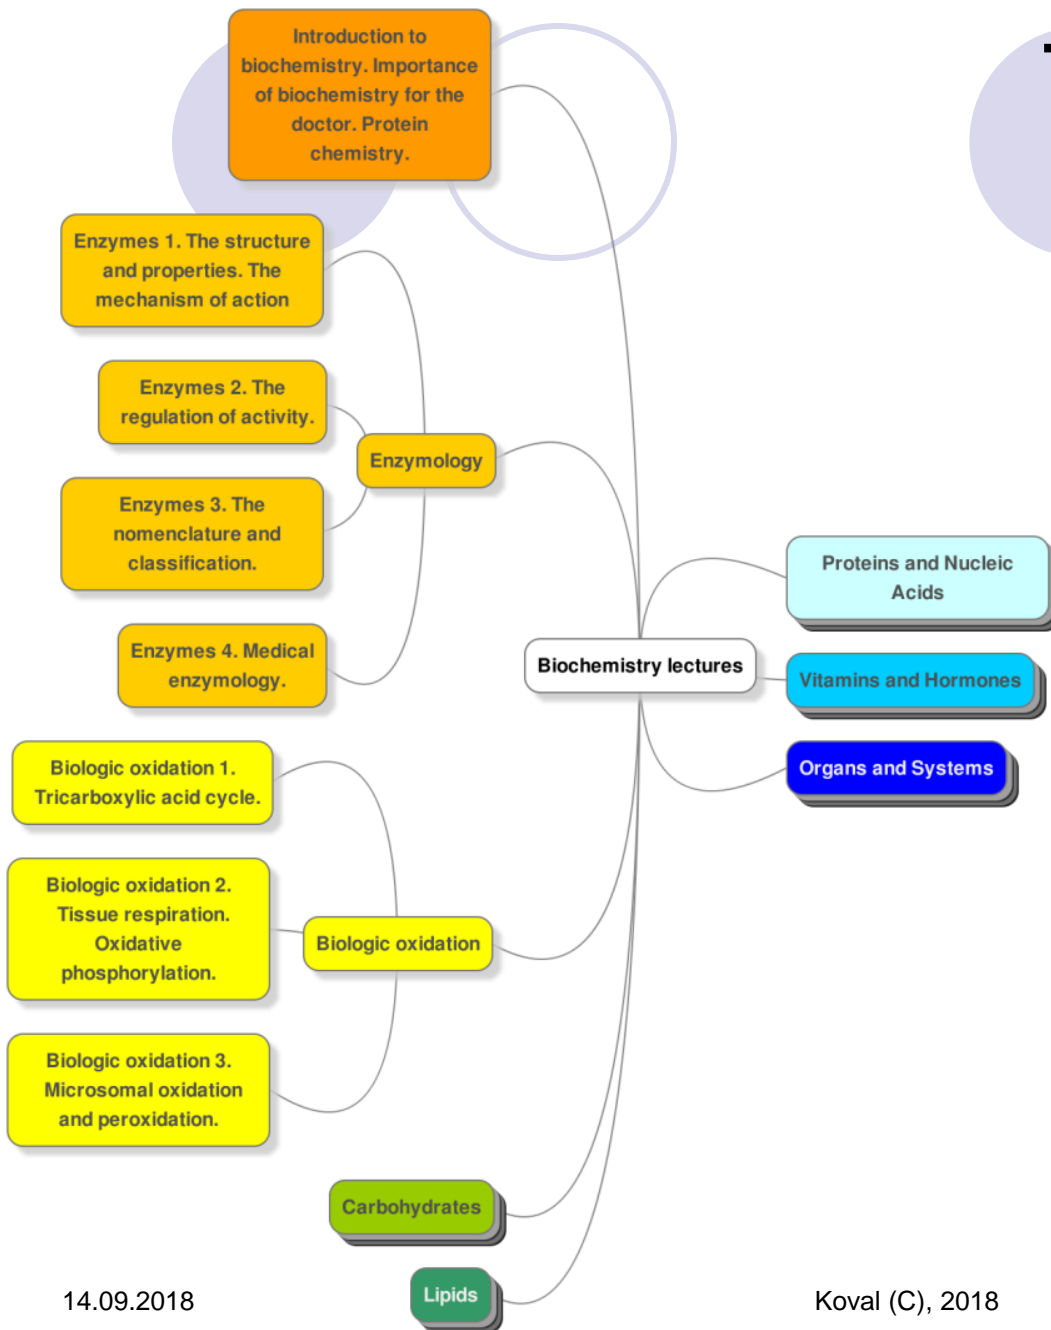 Introduction to
biochemistry. Importance
of biochemistry for the
doctor. Protein
chemistry.
Enzymes 1. The structure
and properties. The
mechanism of action
Enzymes 2. The
regulation of activity.
Enzymology
Enzymes 3. The
nomenclature and
classification.
Enzymes 4. Medical
enzymology.
Biologic oxidation 1.
Tricarboxylic acid cycle.
Biologic oxidation 2.
Tissue respiration.
Oxidative
phosphorylation.
Biologic oxidation
Biologic oxidation 3.
Microsomal oxidation
and peroxidation.
Carbohydrates
Lipids
Biochemistry lectures
Proteins and Nucleic
Acids
Vitamins and Hormones
Organs and Systems
14.09.2018
Koval (C), 2018